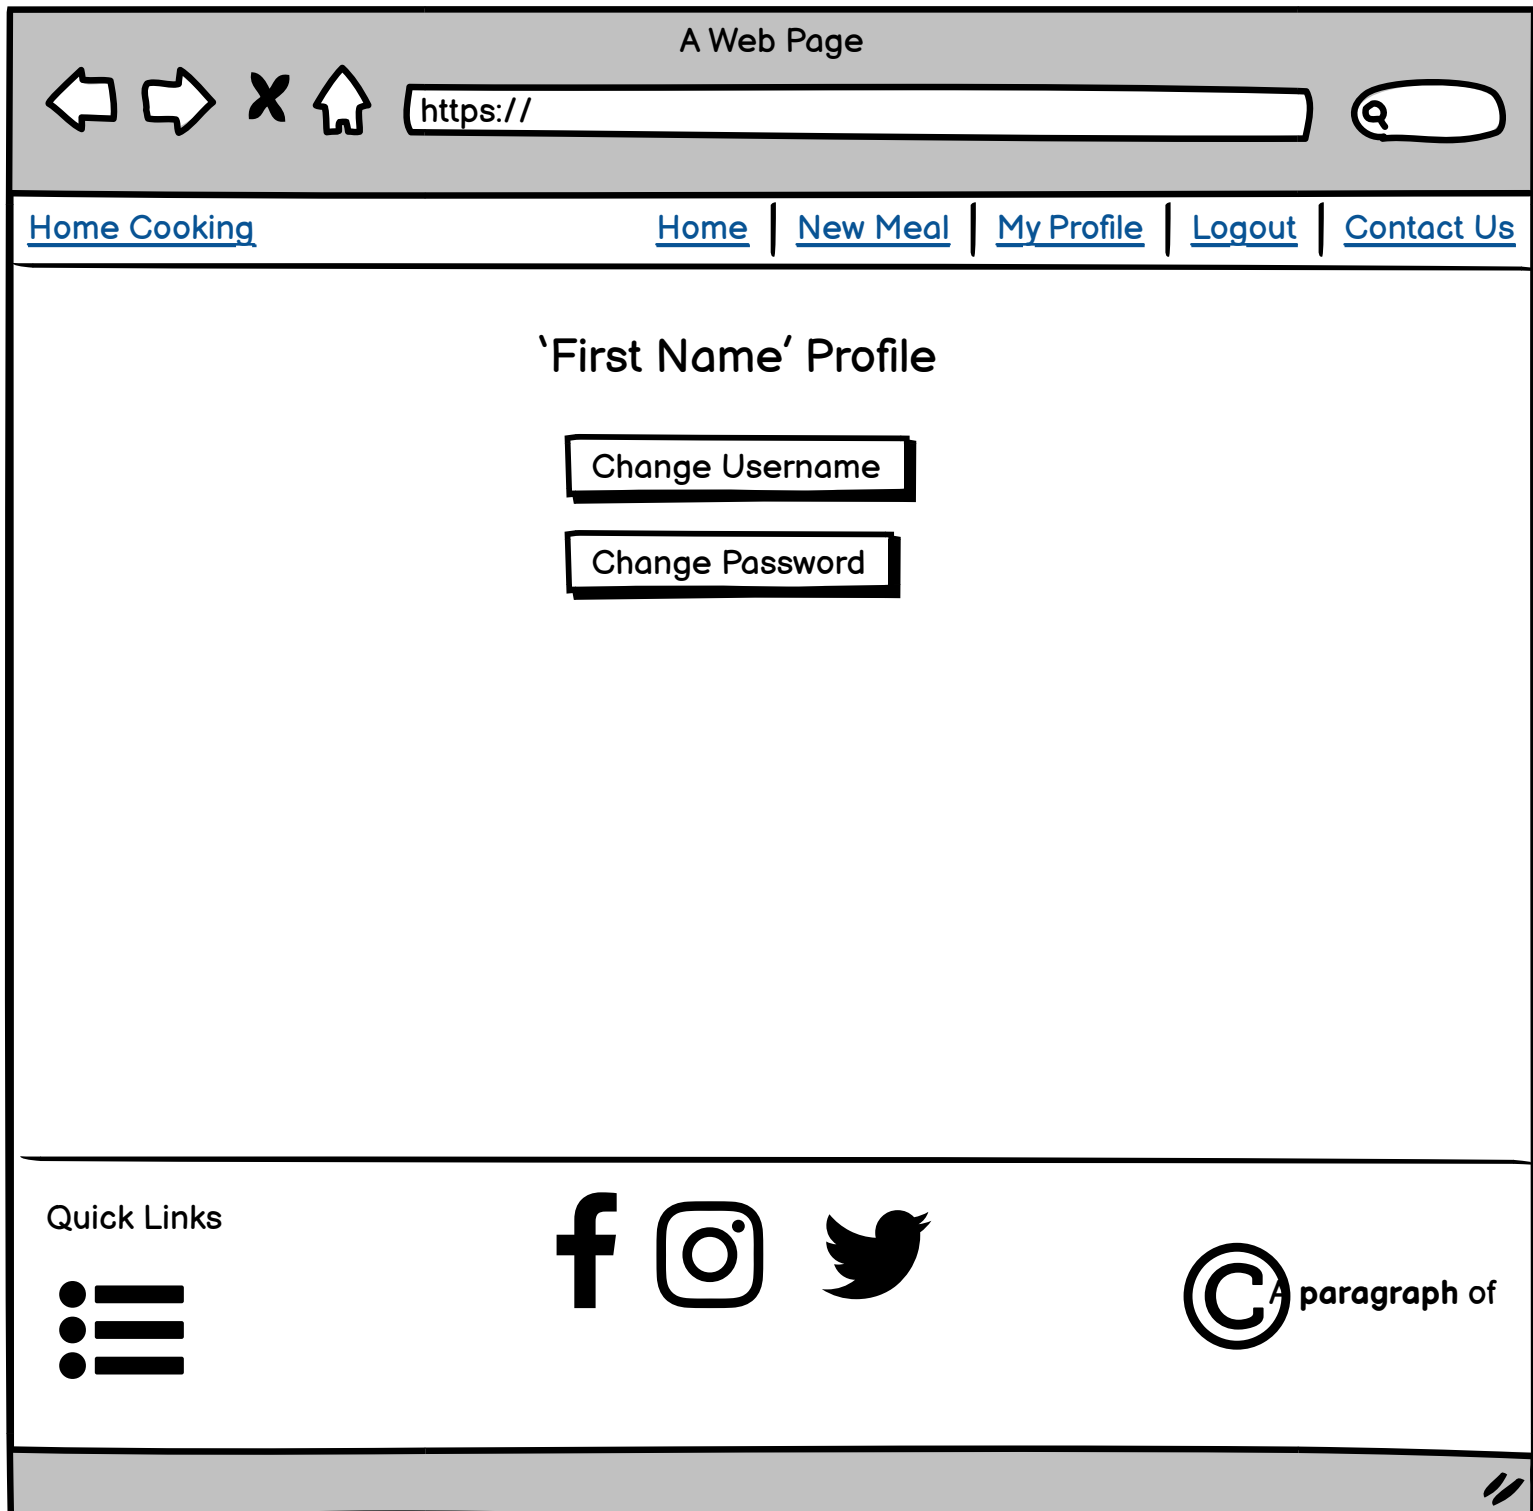 A Web Page
https://
Home Cooking Home New Meal My Profile Logout Contact Us
‘First Name’ Profile
Change Username
Change Password
Quick Links
© A paragraph of